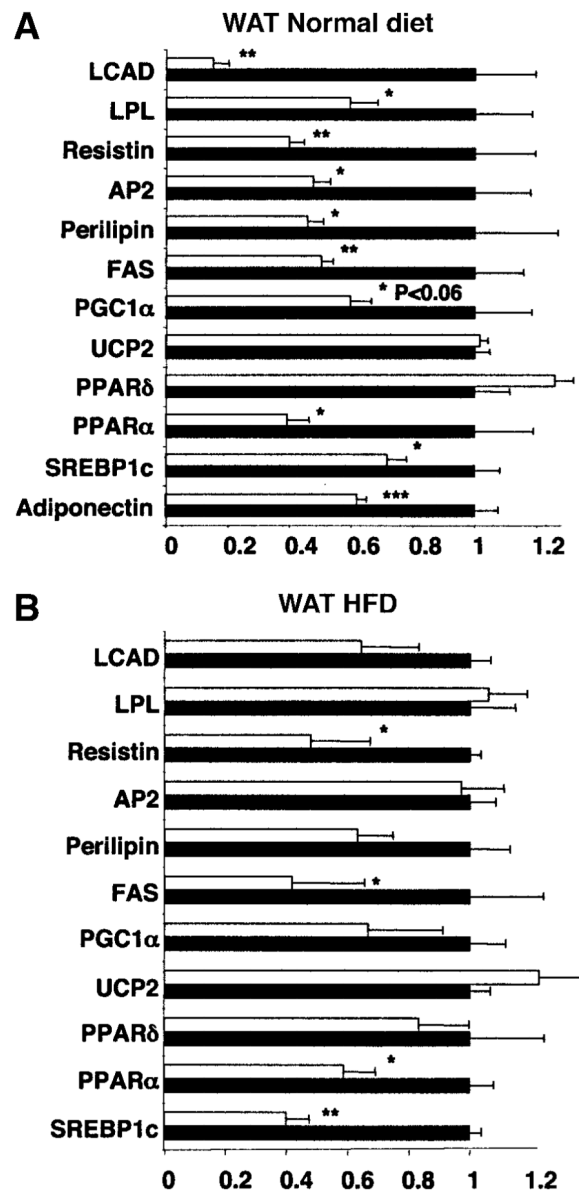 A
WAT Normal diet
LCAD
**
LPL
*
Resistin
**
AP2
*
Perilipin
*
FAS
**
PGC1α
* P<0.06
UCP2
PPARδ
PPARα
*
SREBP1c
*
Adiponectin
***
0 0.2 0.4 0.6 0.8 1 1.2
B
WAT HFD
LCAD
LPL
Resistin
*
AP2
Perilipin
FAS
*
PGC1α
UCP2
PPARδ
PPARα
*
SREBP1c
**
0 0.2 0.4 0.6 0.8 1 1.2